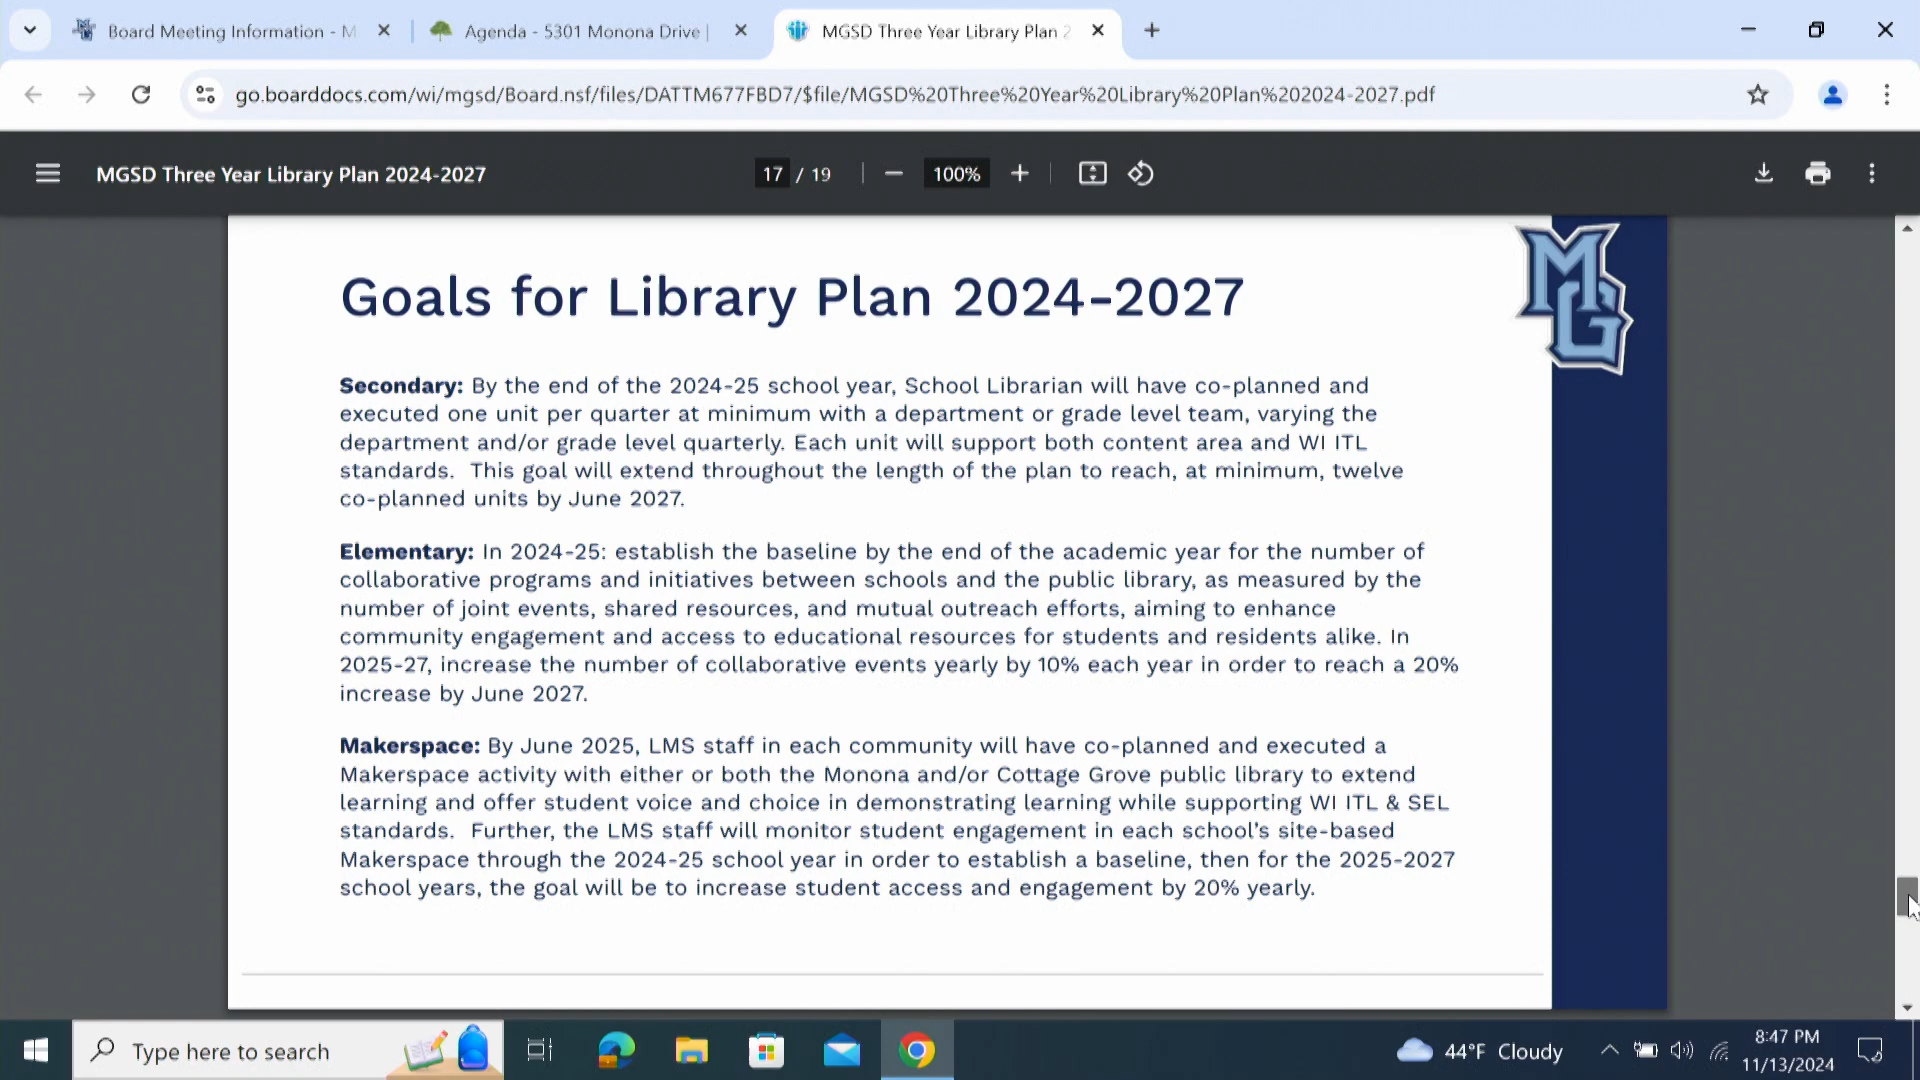 Board Meeting Information - M
Agenda - 5301 Monona Drive |
MGSD Three Year Library Plan 2
go.boarddocs.com/wi/mgsd/Board.nsf/files/DATTM677FBD7/$file/MGSD%20Three%20Year%20Library%20Plan%202024-2027.pdf
MGSD Three Year Library Plan 2024-2027
17 / 19
100%
MG
Goals for Library Plan 2024-2027
Secondary: By the end of the 2024-25 school year, School Librarian will have co-planned and
executed one unit per quarter at minimum with a department or grade level team, varying the
department and/or grade level quarterly. Each unit will support both content area and WI ITL
standards.  This goal will extend throughout the length of the plan to reach, at minimum, twelve
co-planned units by June 2027.
Elementary: In 2024-25: establish the baseline by the end of the academic year for the number of
collaborative programs and initiatives between schools and the public library, as measured by the
number of joint events, shared resources, and mutual outreach efforts, aiming to enhance
community engagement and access to educational resources for students and residents alike. In
2025-27, increase the number of collaborative events yearly by 10% each year in order to reach a 20%
increase by June 2027.
Makerspace: By June 2025, LMS staff in each community will have co-planned and executed a
Makerspace activity with either or both the Monona and/or Cottage Grove public library to extend
learning and offer student voice and choice in demonstrating learning while supporting WI ITL & SEL
standards.  Further, the LMS staff will monitor student engagement in each school's site-based
Makerspace through the 2024-25 school year in order to establish a baseline, then for the 2025-2027
school years, the goal will be to increase student access and engagement by 20% yearly.
Type here to search
44°F Cloudy
8:47 PM
11/13/2024